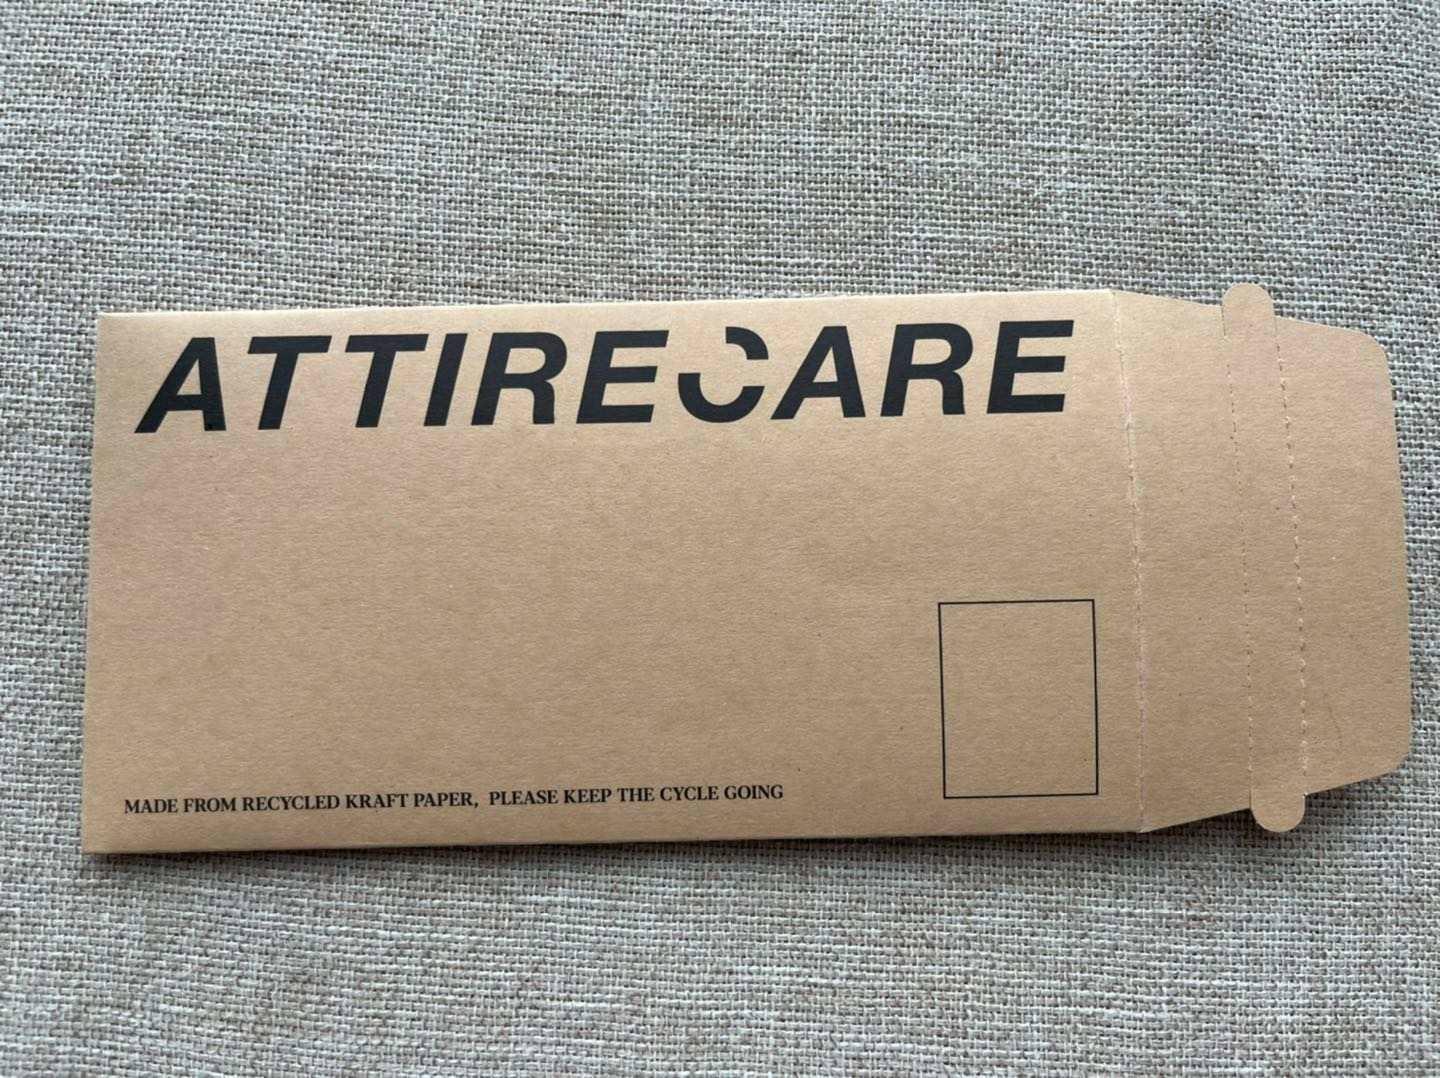 ATTIRECARE
MADE FROM RECYCLED KRAFT PAPER, PLEASE KEEP THE CYCLE GOING